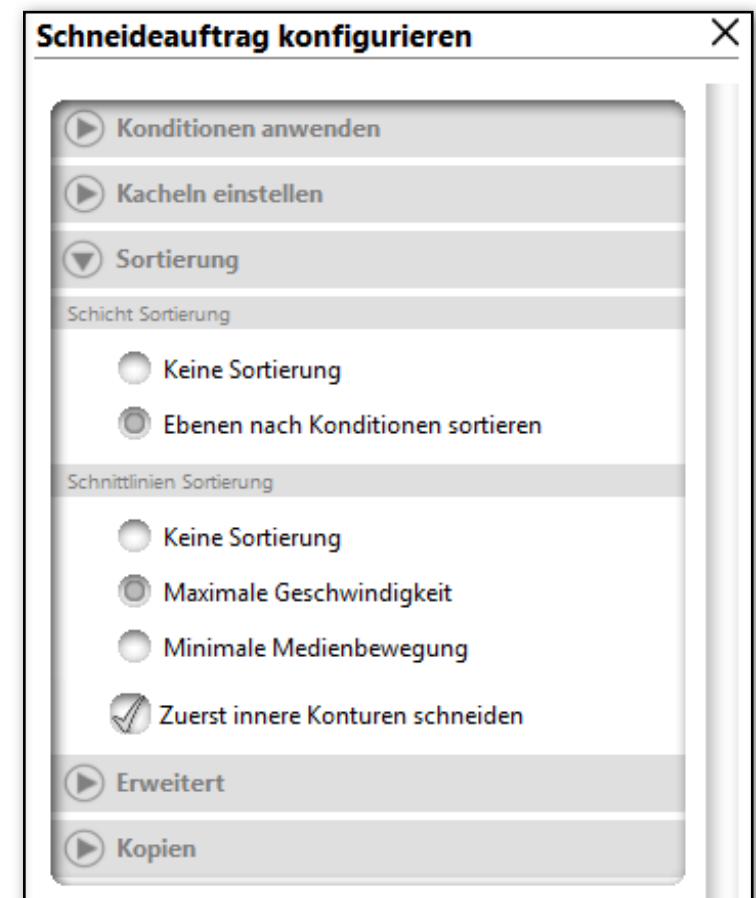 Schneideauftrag konfigurieren
Konditionen anwenden
Kacheln einstellen
Sortierung
Schicht Sortierung
Keine Sortierung
Ebenen nach Konditionen sortieren
Schnittlinien Sortierung
Keine Sortierung
Maximale Geschwindigkeit
Minimale Medienbewegung
Zuerst innere Konturen schneiden
Erweitert
Kopien